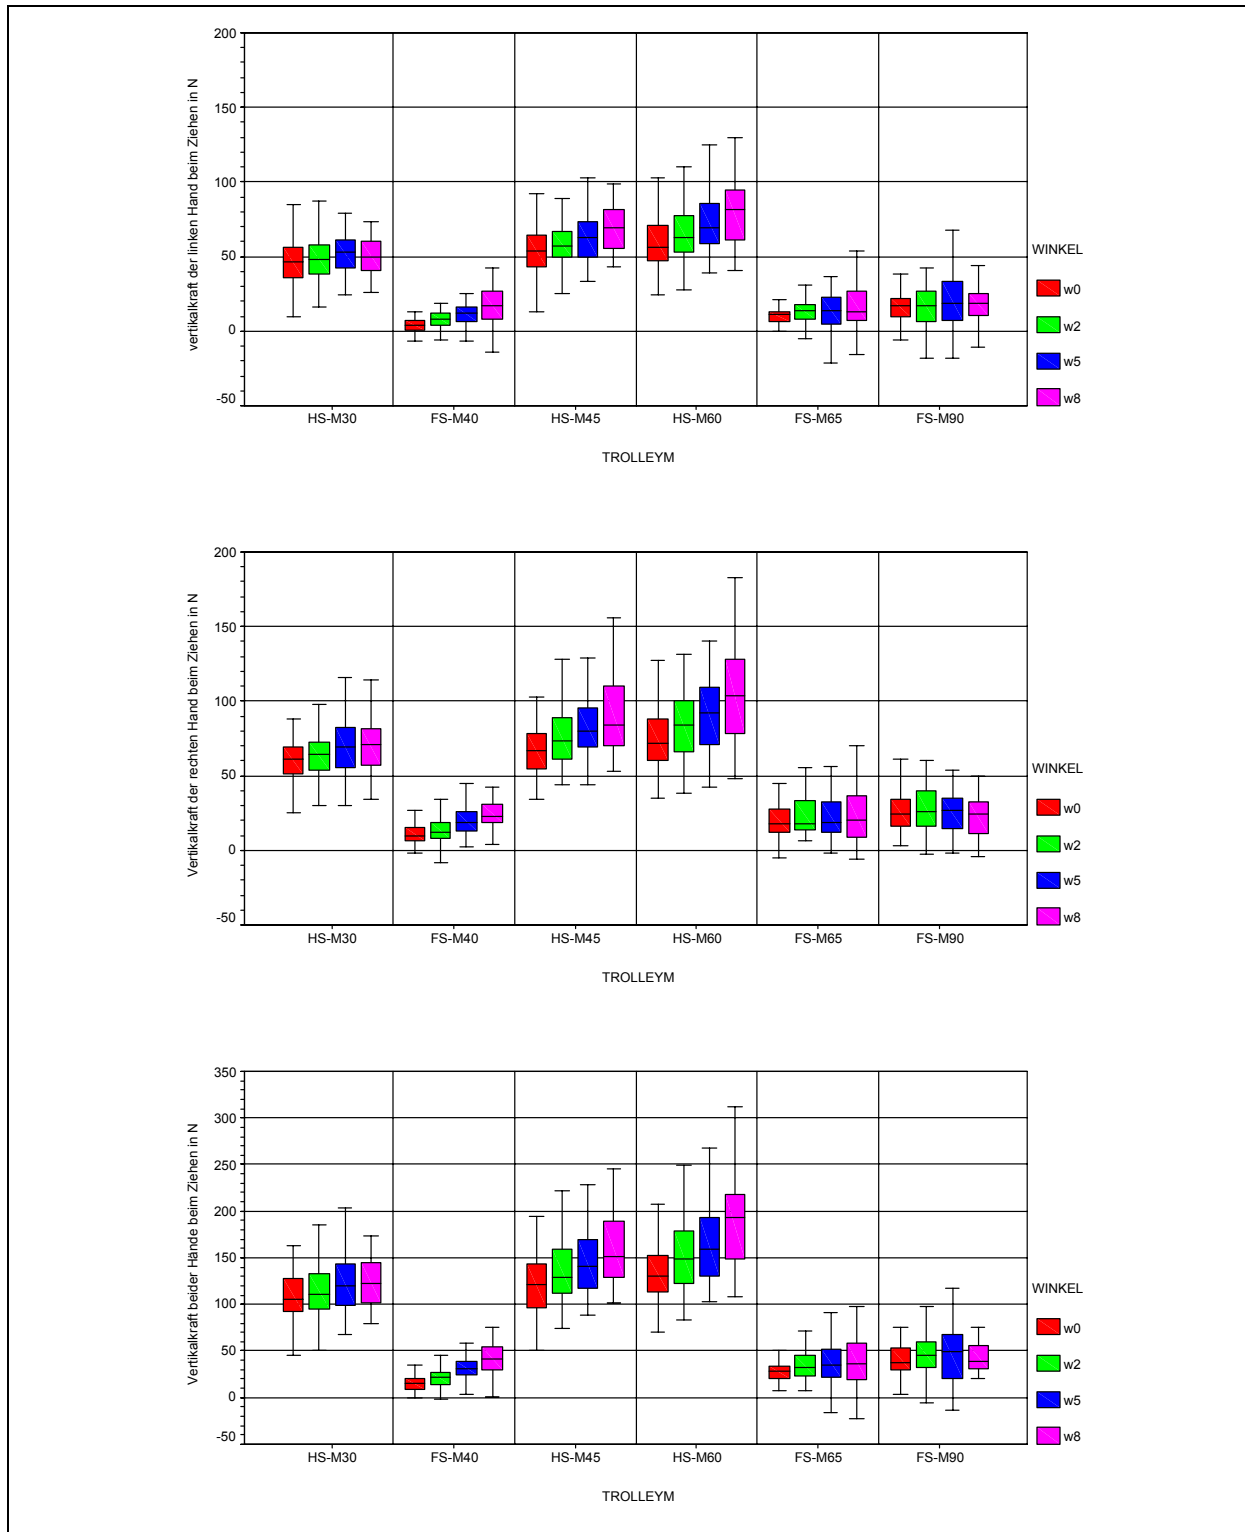 vertikalkraft der linken Hand beim Ziehen in N
200
150
100
50
0
-50
HS-M30 FS-M40 HS-M45 HS-M60 FS-M65 FS-M90
TROLLEYM
WINKEL
w0
w2
w5
w8
Vertikalkraft der rechten Hand beim Ziehen in N
200
150
100
50
0
-50
HS-M30 FS-M40 HS-M45 HS-M60 FS-M65 FS-M90
TROLLEYM
WINKEL
w0
w2
w5
w8
Vertikalkraft beider Hände beim Ziehen in N
350
300
250
200
150
100
50
0
-50
HS-M30 FS-M40 HS-M45 HS-M60 FS-M65 FS-M90
TROLLEYM
WINKEL
w0
w2
w5
w8